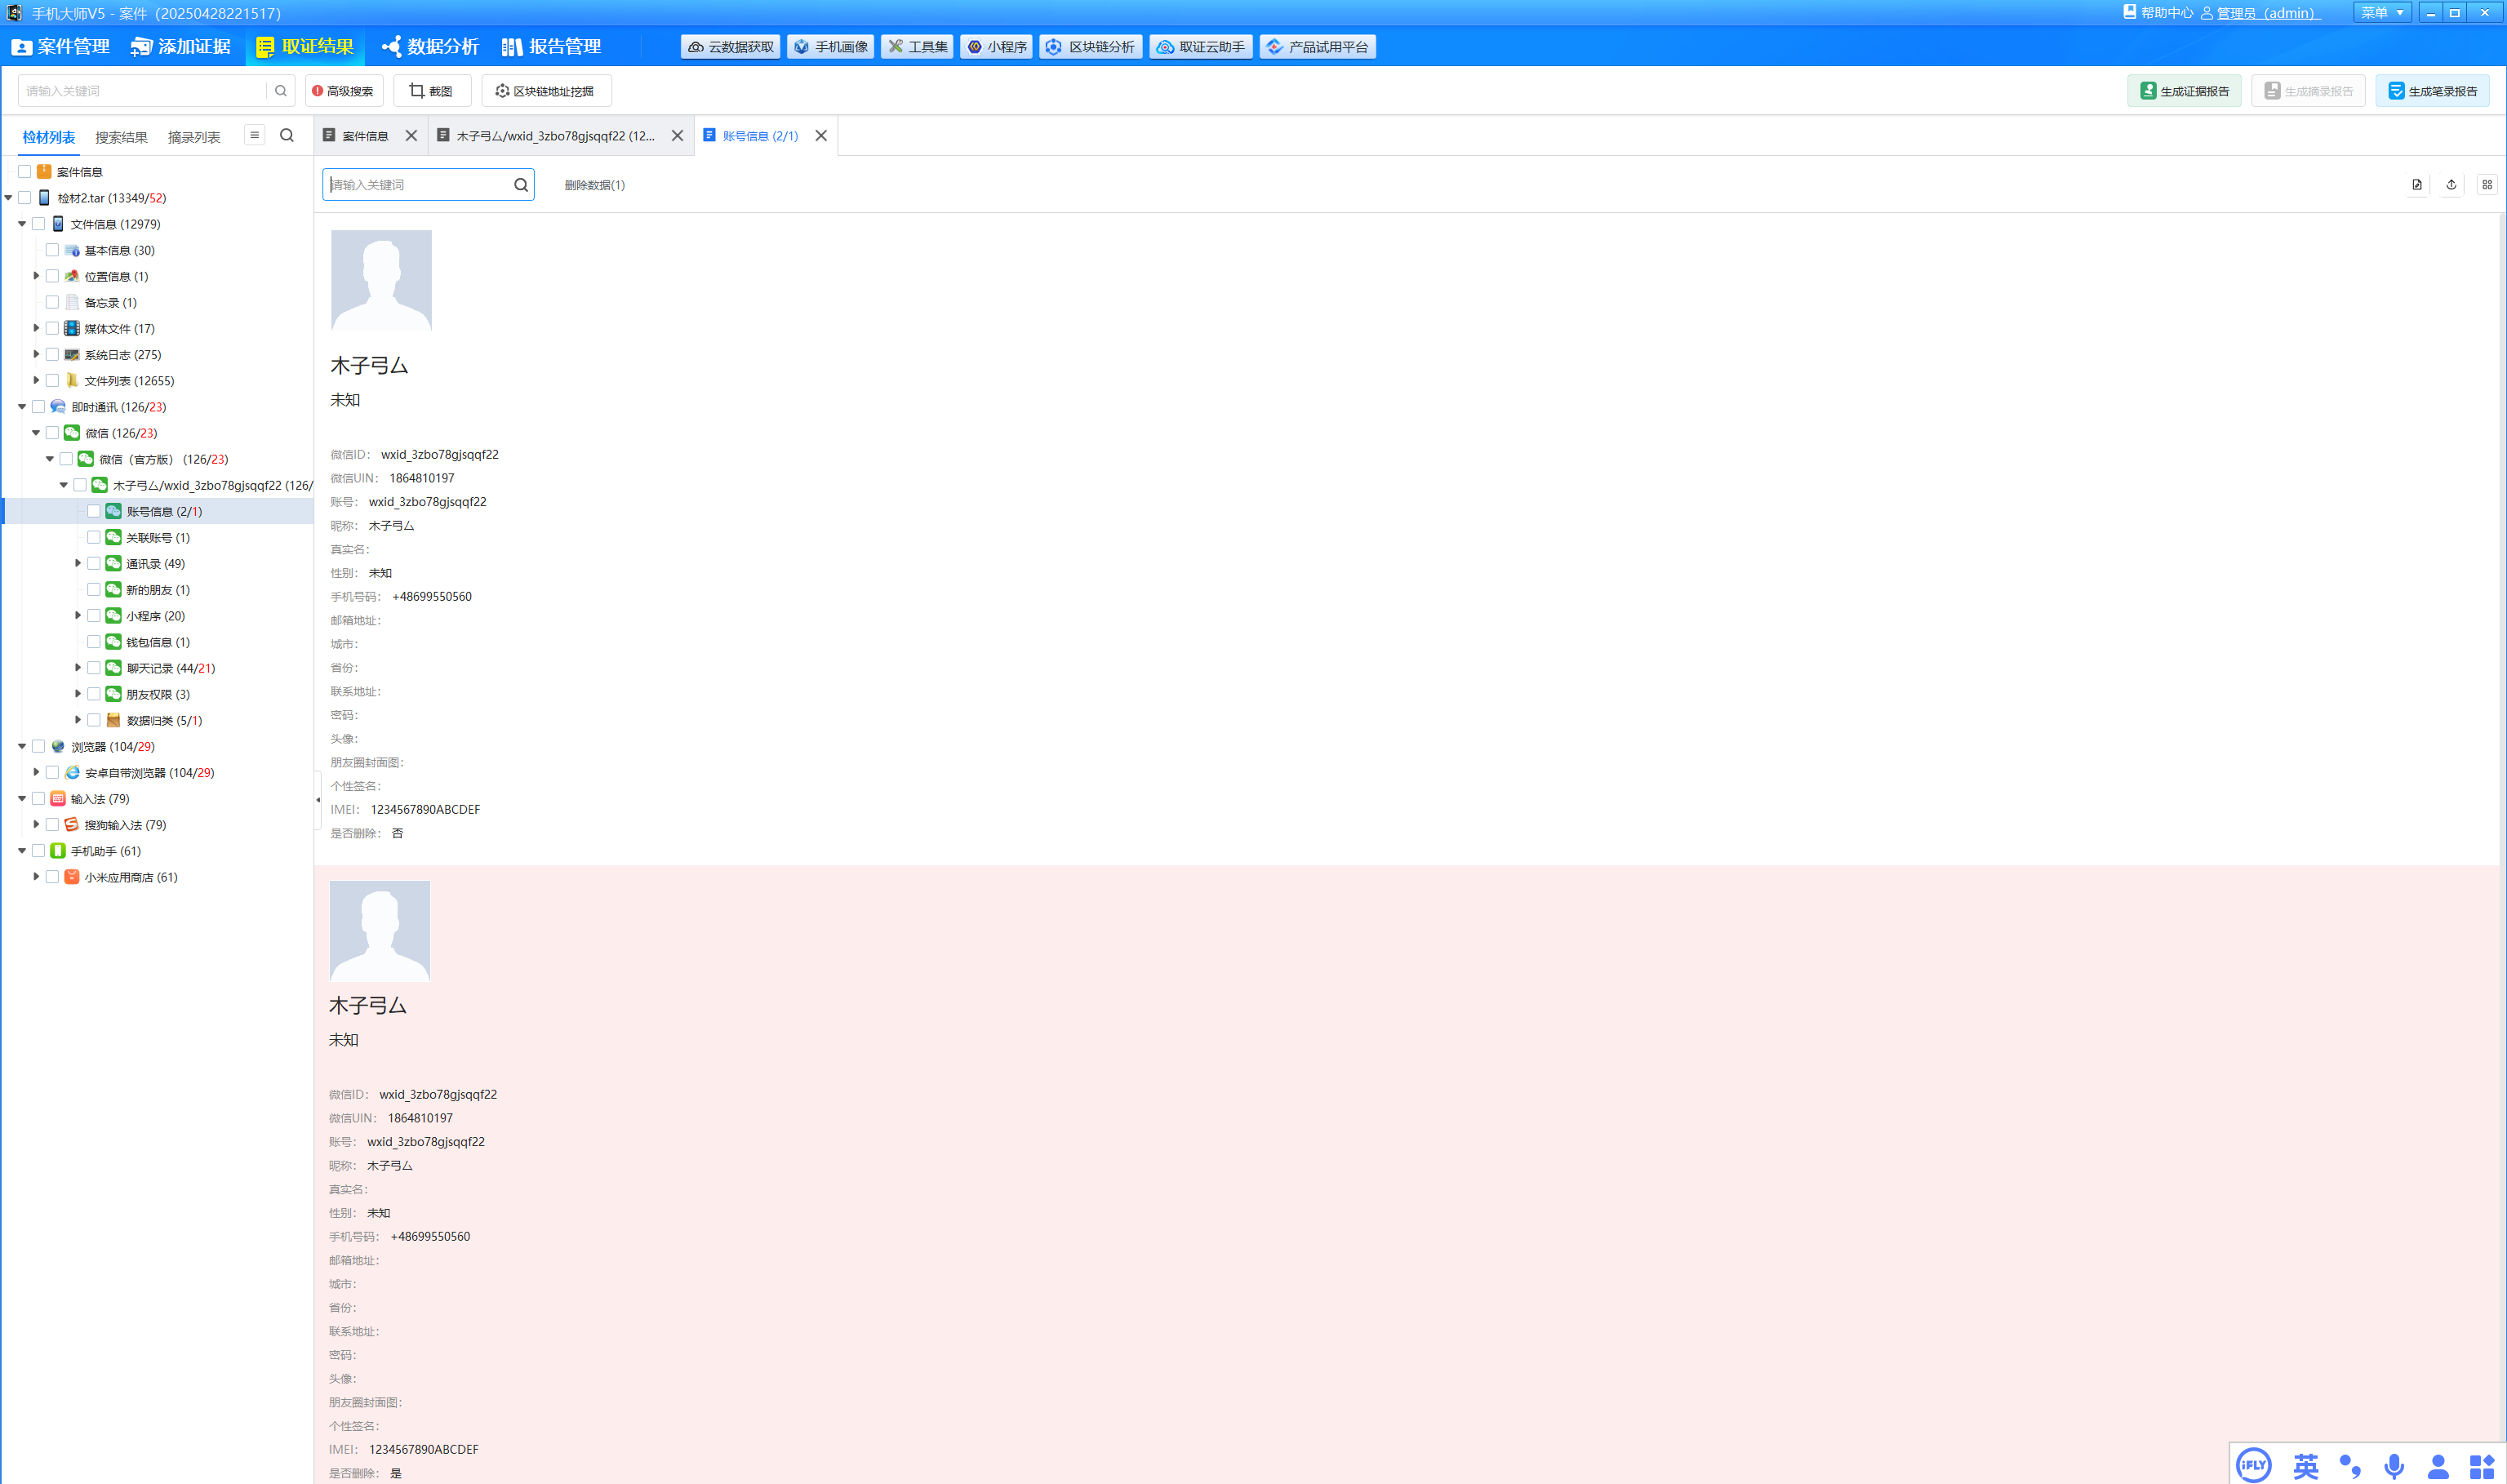 手机大师V5 - 案件（20250428221517）
帮助中心 管理员（admin） 菜单
案件管理 添加证据 取证结果 数据分析 报告管理 云数据获取 手机画像 工具集 小程序 区块链分析 取证云助手 产品试用平台
请输入关键词 高级搜索 截图 区块链地址挖掘 生成证据报告 生成摘录报告 生成笔录报告
检材列表 搜索结果 摘录列表
案件信息 木子弓厶/wxid_3zbo78gjsqqf22 (12... 账号信息 (2/1)
案件信息
检材2.tar (13349/52)
文件信息 (12979)
基本信息 (30)
位置信息 (1)
备忘录 (1)
媒体文件 (17)
系统日志 (275)
文件列表 (12655)
即时通讯 (126/23)
微信 (126/23)
微信（官方版） (126/23)
木子弓厶/wxid_3zbo78gjsqqf22 (126/
账号信息 (2/1)
关联账号 (1)
通讯录 (49)
新的朋友 (1)
小程序 (20)
钱包信息 (1)
聊天记录 (44/21)
朋友权限 (3)
数据归类 (5/1)
浏览器 (104/29)
安卓自带浏览器 (104/29)
输入法 (79)
搜狗输入法 (79)
手机助手 (61)
小米应用商店 (61)
请输入关键词 删除数据(1)
木子弓厶
未知
微信ID： wxid_3zbo78gjsqqf22
微信UIN： 1864810197
账号： wxid_3zbo78gjsqqf22
昵称： 木子弓厶
真实名：
性别： 未知
手机号码： +48699550560
邮箱地址：
城市：
省份：
联系地址：
密码：
头像：
朋友圈封面图：
个性签名：
IMEI： 1234567890ABCDEF
是否删除： 否
木子弓厶
未知
微信ID： wxid_3zbo78gjsqqf22
微信UIN： 1864810197
账号： wxid_3zbo78gjsqqf22
昵称： 木子弓厶
真实名：
性别： 未知
手机号码： +48699550560
邮箱地址：
城市：
省份：
联系地址：
密码：
头像：
朋友圈封面图：
个性签名：
IMEI： 1234567890ABCDEF
是否删除： 是
iFLY 英